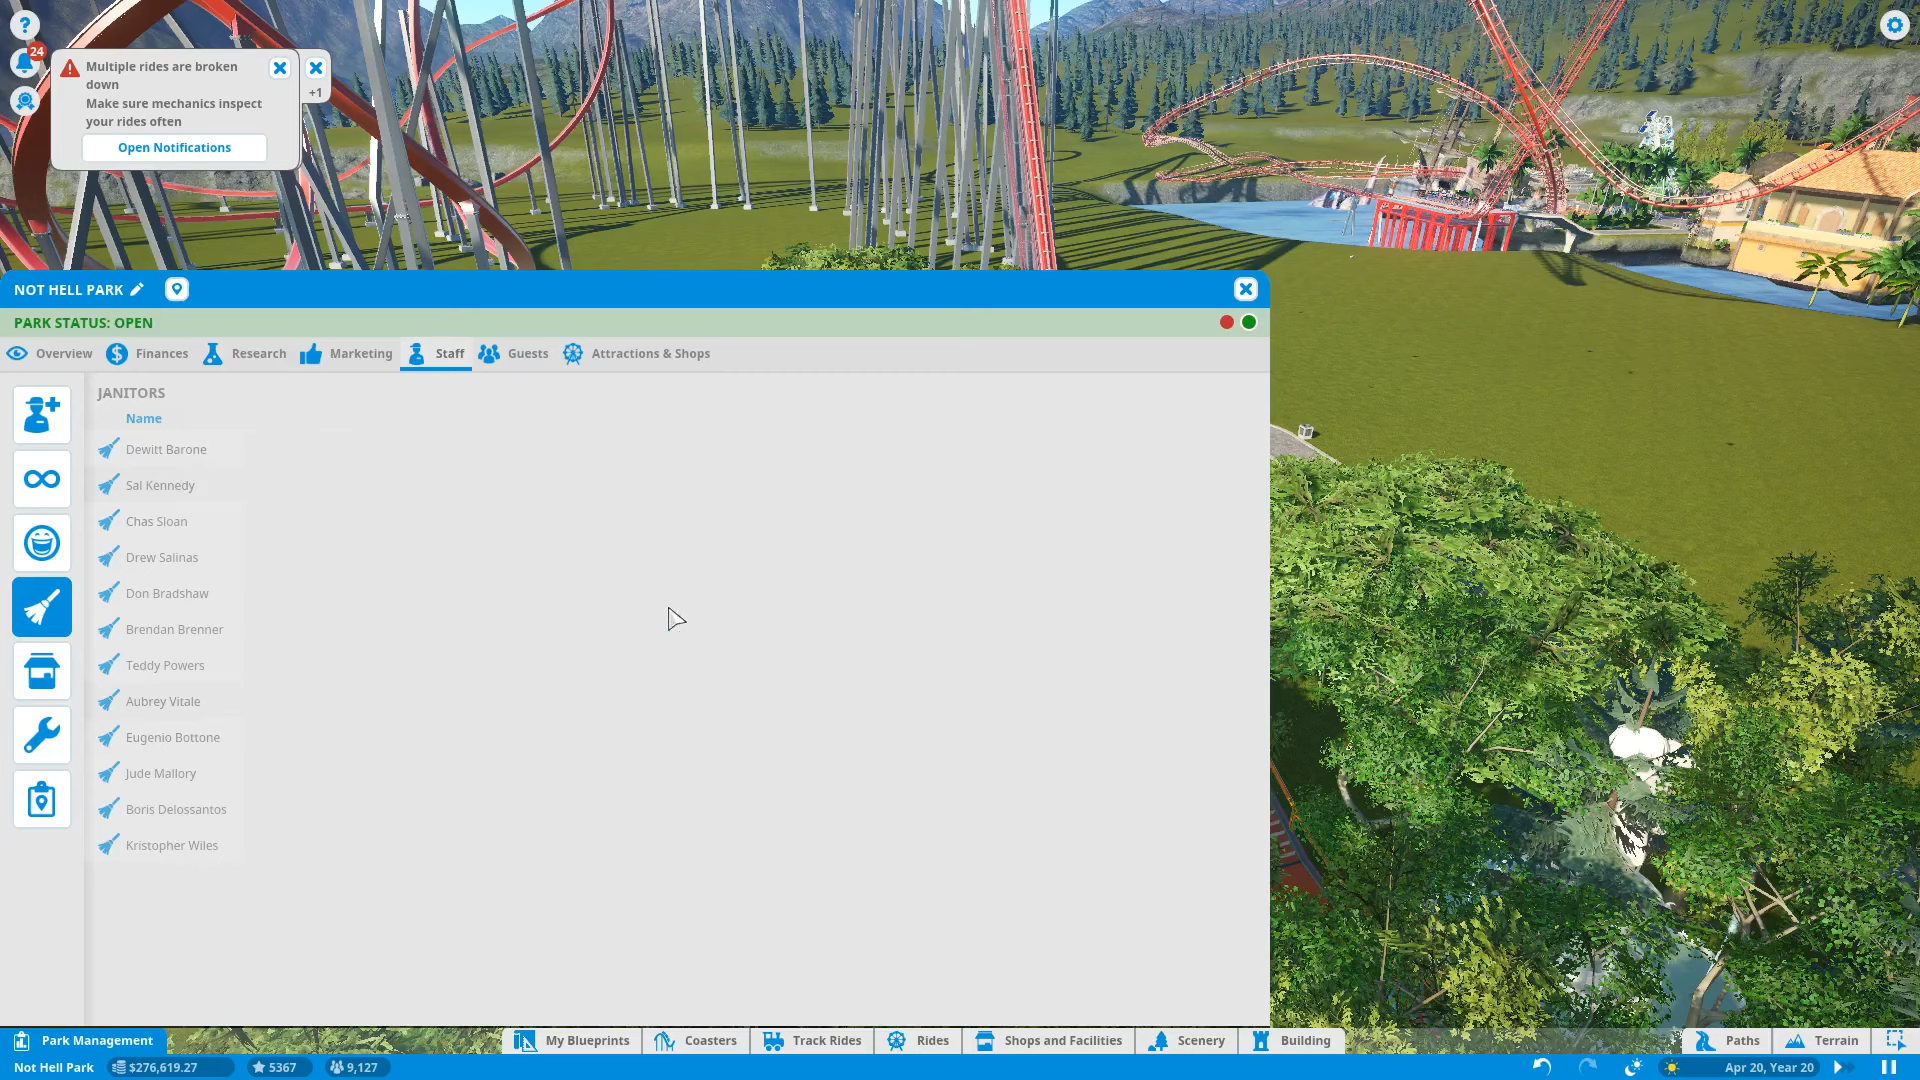 24
Multiple rides are broken
down
Make sure mechanics inspect
your rides often
+1
Open Notifications
NOT HELL PARK
PARK STATUS: OPEN
Overview
Finances
Research
Marketing
Staff
Guests
Attractions & Shops
JANITORS
Name
Dewitt Barone
Sal Kennedy
Chas Sloan
Drew Salinas
Don Bradshaw
Brendan Brenner
Teddy Powers
Aubrey Vitale
Eugenio Bottone
Jude Mallory
Boris Delossantos
Kristopher Wiles
Park Management
My Blueprints
Coasters
Track Rides
Rides
Shops and Facilities
Scenery
Building
Paths
Terrain
Not Hell Park
$276,619.27
5367
9,127
Apr 20, Year 20